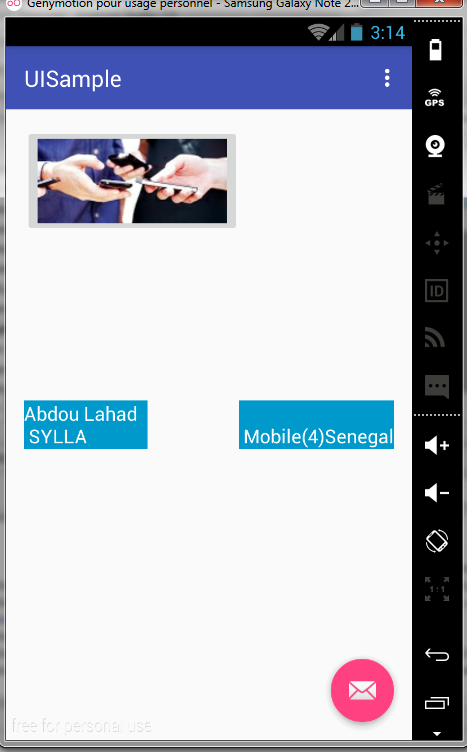 Genymotion pour usage personnel - Samsung Galaxy Note 2...
3:14
UISample
GPS
ID
Abdou Lahad
SYLLA
Mobile(4)Senegal
1:1
free for personal use